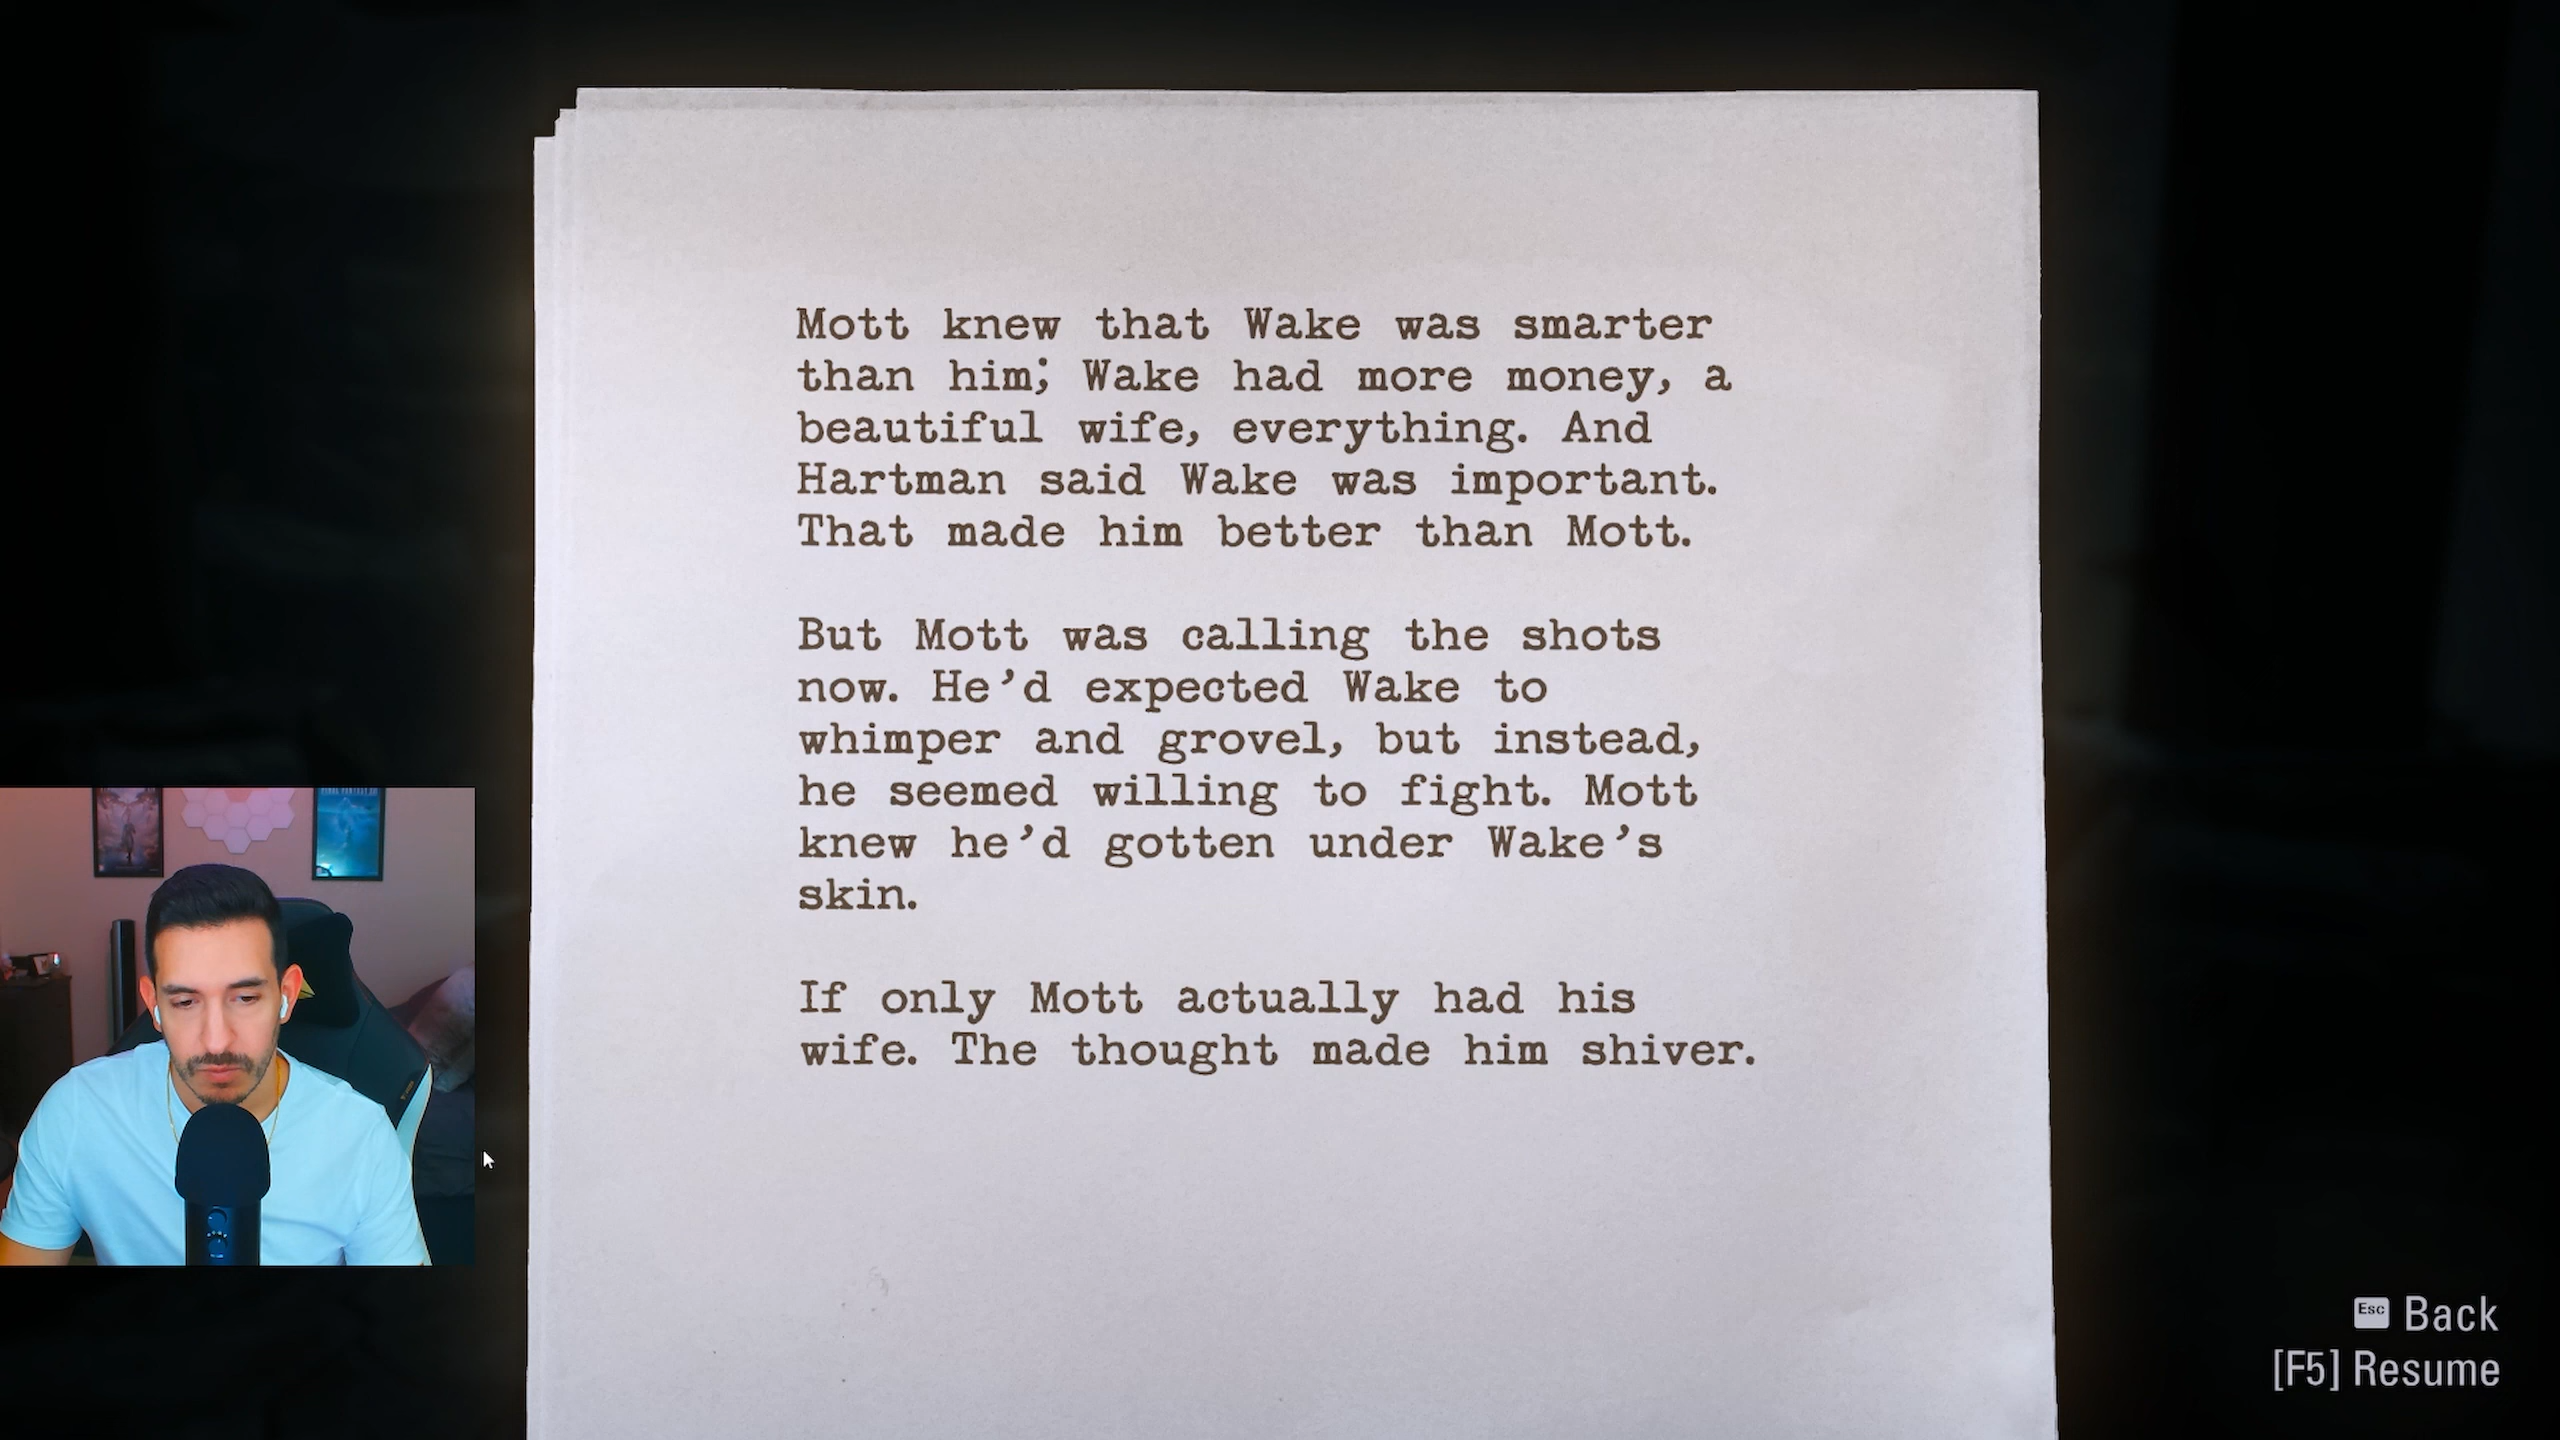 Mott knew that Wake was smarter
than him; Wake had more money, a
beautiful wife, everything. And
Hartman said Wake was important.
That made him better than Mott.
But Mott was calling the shots
now. He’d expected Wake to
whimper and grovel, but instead,
he seemed willing to fight. Mott
knew he’d gotten under Wake’s
skin.
If only Mott actually had his
wife. The thought made him shiver.
FINAL FANTASY XVI
Esc Back
[F5] Resume